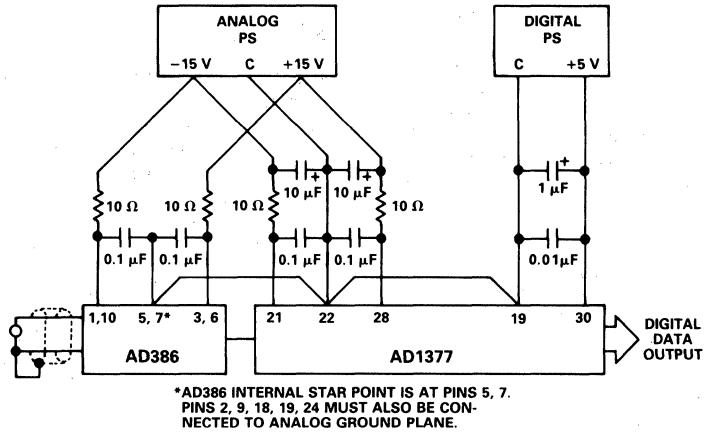 ANALOG
PS
−15 V C +15 V
DIGITAL
PS
C +5 V
10 µF 10 µF
1 µF
10 Ω 10 Ω 10 Ω 10 Ω
0.1 µF 0.1 µF 0.1 µF 0.1 µF
0.01µF
1,10 5, 7* 3, 6
21 22 28 19 30
AD386
AD1377
DIGITAL
DATA
OUTPUT
*AD386 INTERNAL STAR POINT IS AT PINS 5, 7.
PINS 2, 9, 18, 19, 24 MUST ALSO BE CON-
NECTED TO ANALOG GROUND PLANE.